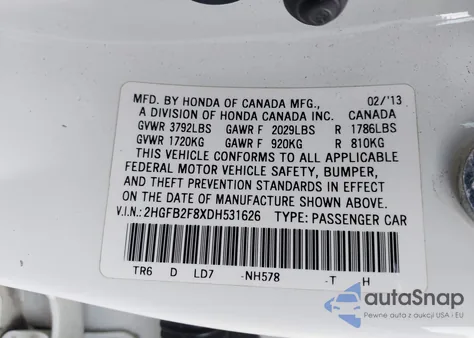 MFD. BY HONDA OF CANADA MFG., 02/'13
A DIVISION OF HONDA CANADA INC. CANADA
GVWR 3792LBS GAWR F 2029LBS R 1786LBS
GVWR 1720KG GAWR F 920KG R 810KG
THIS VEHICLE CONFORMS TO ALL APPLICABLE
FEDERAL MOTOR VEHICLE SAFETY, BUMPER,
AND THEFT PREVENTION STANDARDS IN EFFECT
ON THE DATE OF MANUFACTURE SHOWN ABOVE.
V.I.N.: 2HGFB2F8XDH531626 TYPE: PASSENGER CAR
TR6 D LD7 -NH578 -T H
autoSnap
Pewny zakup z aukcji USA i EU